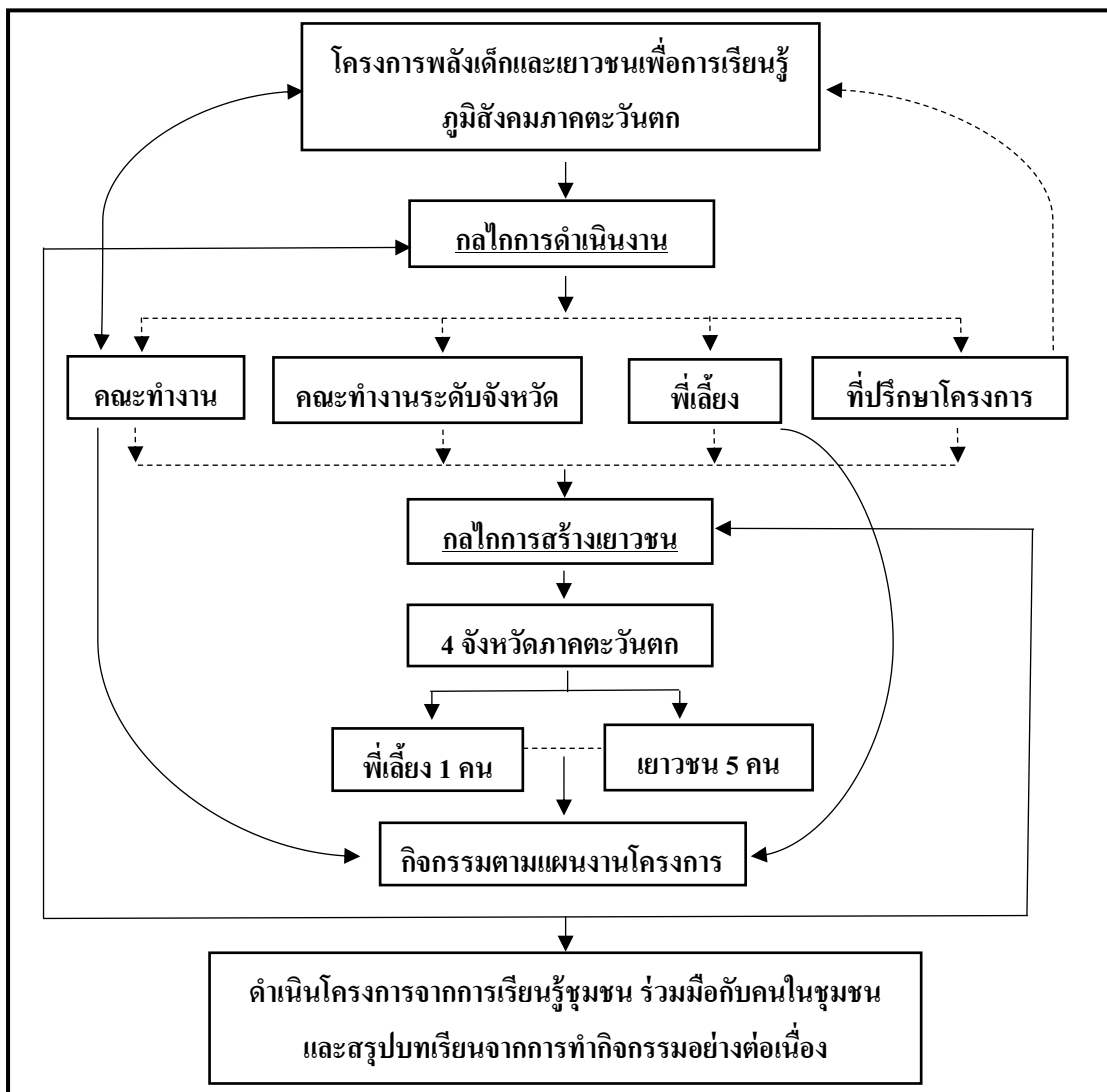 โครงการพลังเด็กและเยาวชนเพื่อการเรียนรู้
ภูมิสังคมภาคตะวันตก
กลไกการดำเนินงาน
คณะทำงาน
คณะทำงานระดับจังหวัด
พี่เลี้ยง
ที่ปรึกษาโครงการ
กลไกการสร้างเยาวชน
4 จังหวัดภาคตะวันตก
พี่เลี้ยง 1 คน
เยาวชน 5 คน
กิจกรรมตามแผนงานโครงการ
ดำเนินโครงการจากการเรียนรู้ชุมชน ร่วมมือกับคนในชุมชน
และสรุปบทเรียนจากการทำกิจกรรมอย่างต่อเนื่อง